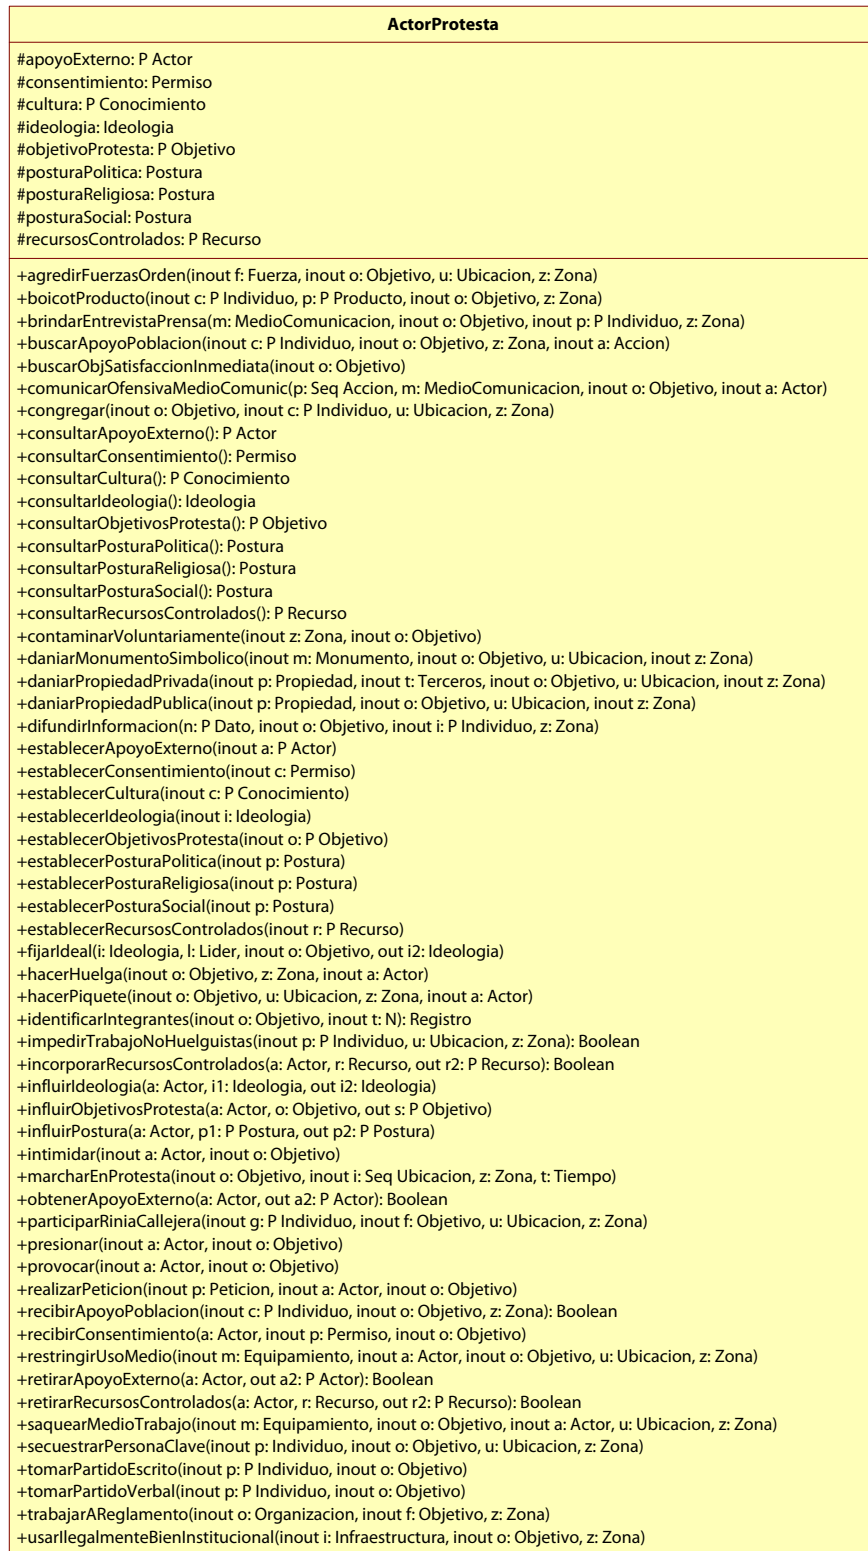 ActorProtesta
#apoyoExterno: P Actor
#consentimiento: Permiso
#cultura: P Conocimiento
#ideologia: Ideologia
#objetivoProtesta: P Objetivo
#posturaPolitica: Postura
#posturaReligiosa: Postura
#posturaSocial: Postura
#recursosControlados: P Recurso
+agredirFuerzasOrden(inout f: Fuerza, inout o: Objetivo, u: Ubicacion, z: Zona)
+boicotProducto(inout c: P Individuo, p: P Producto, inout o: Objetivo, z: Zona)
+brindarEntrevistaPrensa(m: MedioComunicacion, inout o: Objetivo, inout p: P Individuo, z: Zona)
+buscarApoyoPoblacion(inout c: P Individuo, inout o: Objetivo, z: Zona, inout a: Accion)
+buscarObjSatisfaccionInmediata(inout o: Objetivo)
+comunicarOfensivaMedioComunic(p: Seq Accion, m: MedioComunicacion, inout o: Objetivo, inout a: Actor)
+congregar(inout o: Objetivo, inout c: P Individuo, u: Ubicacion, z: Zona)
+consultarApoyoExterno(): P Actor
+consultarConsentimiento(): Permiso
+consultarCultura(): P Conocimiento
+consultarIdeologia(): Ideologia
+consultarObjetivosProtesta(): P Objetivo
+consultarPosturaPolitica(): Postura
+consultarPosturaReligiosa(): Postura
+consultarPosturaSocial(): Postura
+consultarRecursosControlados(): P Recurso
+contaminarVoluntariamente(inout z: Zona, inout o: Objetivo)
+daniarMonumentoSimbolico(inout m: Monumento, inout o: Objetivo, u: Ubicacion, inout z: Zona)
+daniarPropiedadPrivada(inout p: Propiedad, inout t: Terceros, inout o: Objetivo, u: Ubicacion, inout z: Zona)
+daniarPropiedadPublica(inout p: Propiedad, inout o: Objetivo, u: Ubicacion, inout z: Zona)
+difundirInformacion(n: P Dato, inout o: Objetivo, inout i: P Individuo, z: Zona)
+establecerApoyoExterno(inout a: P Actor)
+establecerConsentimiento(inout c: Permiso)
+establecerCultura(inout c: P Conocimiento)
+establecerIdeologia(inout i: Ideologia)
+establecerObjetivosProtesta(inout o: P Objetivo)
+establecerPosturaPolitica(inout p: Postura)
+establecerPosturaReligiosa(inout p: Postura)
+establecerPosturaSocial(inout p: Postura)
+establecerRecursosControlados(inout r: P Recurso)
+fijarIdeal(i: Ideologia, l: Lider, inout o: Objetivo, out i2: Ideologia)
+hacerHuelga(inout o: Objetivo, z: Zona, inout a: Actor)
+hacerPiquete(inout o: Objetivo, u: Ubicacion, z: Zona, inout a: Actor)
+identificarIntegrantes(inout o: Objetivo, inout t: N): Registro
+impedirTrabajoNoHuelguistas(inout p: P Individuo, u: Ubicacion, z: Zona): Boolean
+incorporarRecursosControlados(a: Actor, r: Recurso, out r2: P Recurso): Boolean
+influirIdeologia(a: Actor, i1: Ideologia, out i2: Ideologia)
+influirObjetivosProtesta(a: Actor, o: Objetivo, out s: P Objetivo)
+influirPostura(a: Actor, p1: P Postura, out p2: P Postura)
+intimidar(inout a: Actor, inout o: Objetivo)
+marcharEnProtesta(inout o: Objetivo, inout i: Seq Ubicacion, z: Zona, t: Tiempo)
+obtenerApoyoExterno(a: Actor, out a2: P Actor): Boolean
+participarRiniaCallejera(inout g: P Individuo, inout f: Objetivo, u: Ubicacion, z: Zona)
+presionar(inout a: Actor, inout o: Objetivo)
+provocar(inout a: Actor, inout o: Objetivo)
+realizarPeticion(inout p: Peticion, inout a: Actor, inout o: Objetivo)
+recibirApoyoPoblacion(inout c: P Individuo, inout o: Objetivo, z: Zona): Boolean
+recibirConsentimiento(a: Actor, inout p: Permiso, inout o: Objetivo)
+restringirUsoMedio(inout m: Equipamiento, inout a: Actor, inout o: Objetivo, u: Ubicacion, z: Zona)
+retirarApoyoExterno(a: Actor, out a2: P Actor): Boolean
+retirarRecursosControlados(a: Actor, r: Recurso, out r2: P Recurso): Boolean
+saquearMedioTrabajo(inout m: Equipamiento, inout o: Objetivo, inout a: Actor, u: Ubicacion, z: Zona)
+secuestrarPersonaClave(inout p: Individuo, inout o: Objetivo, u: Ubicacion, z: Zona)
+tomarPartidoEscrito(inout p: P Individuo, inout o: Objetivo)
+tomarPartidoVerbal(inout p: P Individuo, inout o: Objetivo)
+trabajarAReglamento(inout o: Organizacion, inout f: Objetivo, z: Zona)
+usarIlegalmenteBienInstitucional(inout i: Infraestructura, inout o: Objetivo, z: Zona)